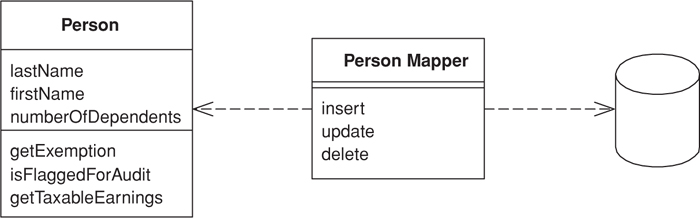 Person
lastName
firstName
numberOfDependents
getExemption
isFlaggedForAudit
getTaxableEarnings
Person Mapper
insert
update
delete